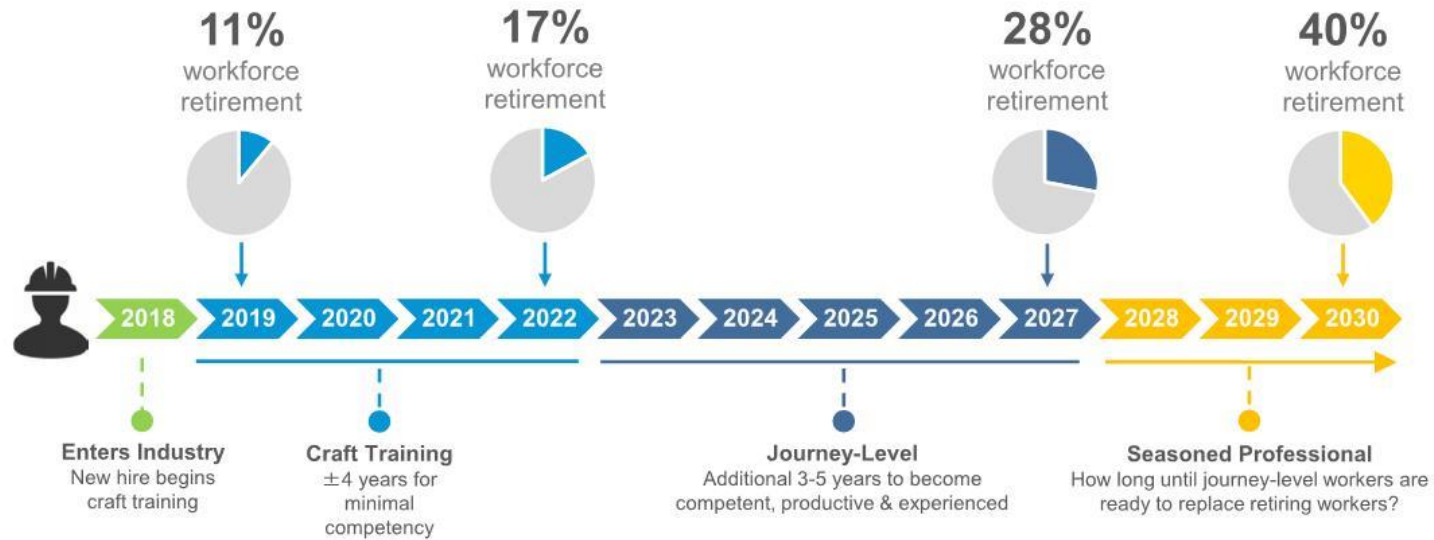 11%
workforce
retirement
17%
workforce
retirement
28%
workforce
retirement
40%
workforce
retirement
2018
2019
2020
2021
2022
2023
2024
2025
2026
2027
2028
2029
2030
Enters Industry
New hire begins
craft training
Craft Training
±4 years for
minimal
competency
Journey-Level
Additional 3-5 years to become
competent, productive & experienced
Seasoned Professional
How long until journey-level workers are
ready to replace retiring workers?